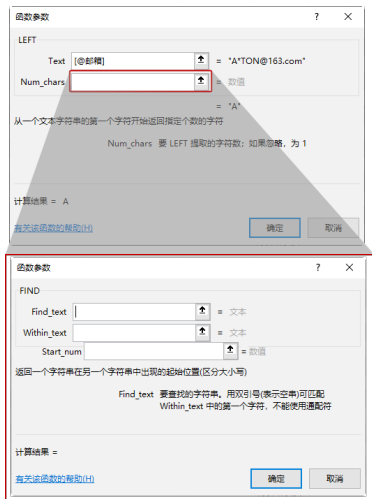 函数参数 ? ×
LEFT
Text [@邮箱] = "A*TON@163.com"
Num_chars = 数值
= "A"
从一个文本字符串的第一个字符开始返回指定个数的字符
Num_chars 要 LEFT 提取的字符数；如果忽略，为 1
计算结果 = A
有关该函数的帮助(H) 确定 取消
函数参数 ? ×
FIND
Find_text = 文本
Within_text = 文本
Start_num = 数值
返回一个字符串在另一个字符串中出现的起始位置(区分大小写)
Find_text 要查找的字符串。用双引号(表示空串)可匹配
Within_text 中的第一个字符，不能使用通配符
计算结果 =
有关该函数的帮助(H) 确定 取消